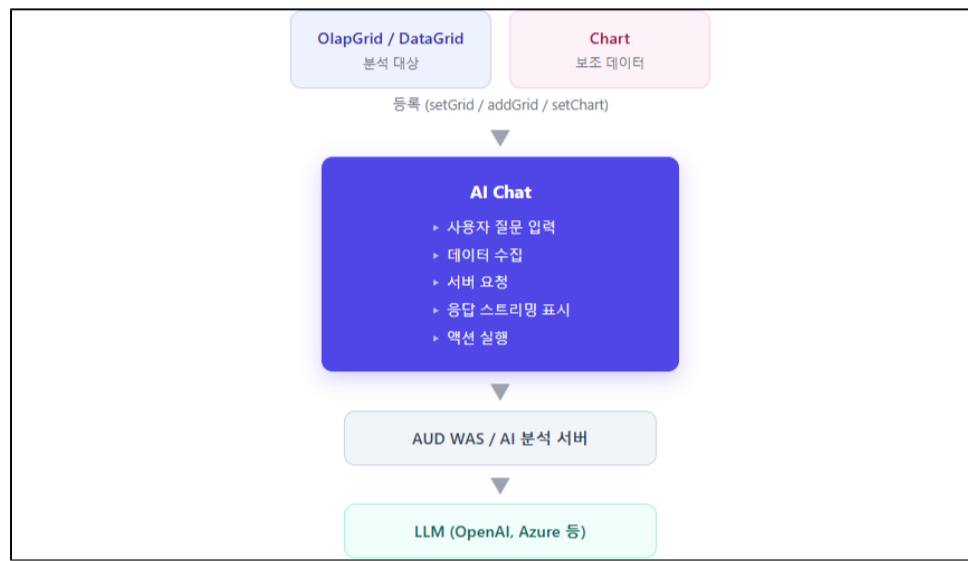 OlapGrid / DataGrid
분석 대상
Chart
보조 데이터
등록 (setGrid / addGrid / setChart)
AI Chat
▸ 사용자 질문 입력
▸ 데이터 수집
▸ 서버 요청
▸ 응답 스트리밍 표시
▸ 액션 실행
AUD WAS / AI 분석 서버
LLM (OpenAI, Azure 등)